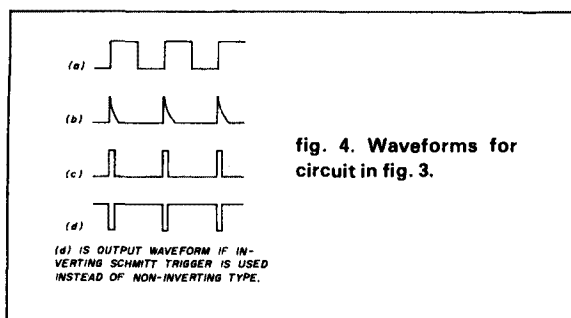 (a)
(b)
(c)
(d)
(d) IS OUTPUT WAVEFORM IF IN-
VERTING SCHMITT TRIGGER IS USED
INSTEAD OF NON-INVERTING TYPE.
fig. 4. Waveforms for
circuit in fig. 3.